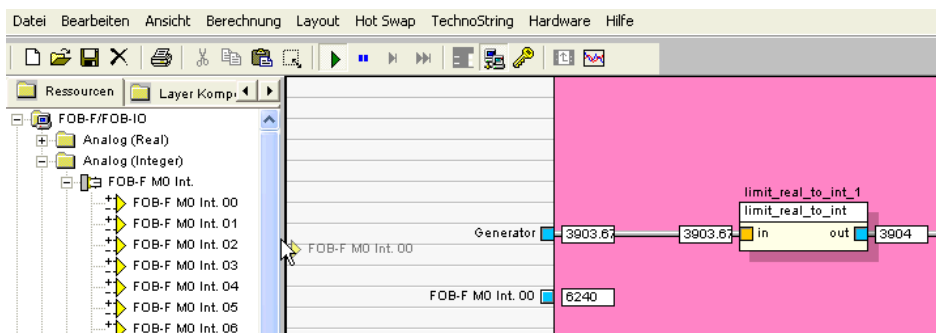 Datei Bearbeiten Ansicht Berechnung Layout Hot Swap TechnoString Hardware Hilfe
Ressourcen Layer Komp
FOB-F/FOB-IO
Analog (Real)
Analog (Integer)
FOB-F M0 Int.
FOB-F M0 Int. 00
FOB-F M0 Int. 01
FOB-F M0 Int. 02
FOB-F M0 Int. 03
FOB-F M0 Int. 04
FOB-F M0 Int. 05
FOB-F M0 Int. 06
FOB-F M0 Int. 00
Generator 3903.67
FOB-F M0 Int. 00 6240
limit_real_to_int_1
limit_real_to_int
3903.67 in out 3904